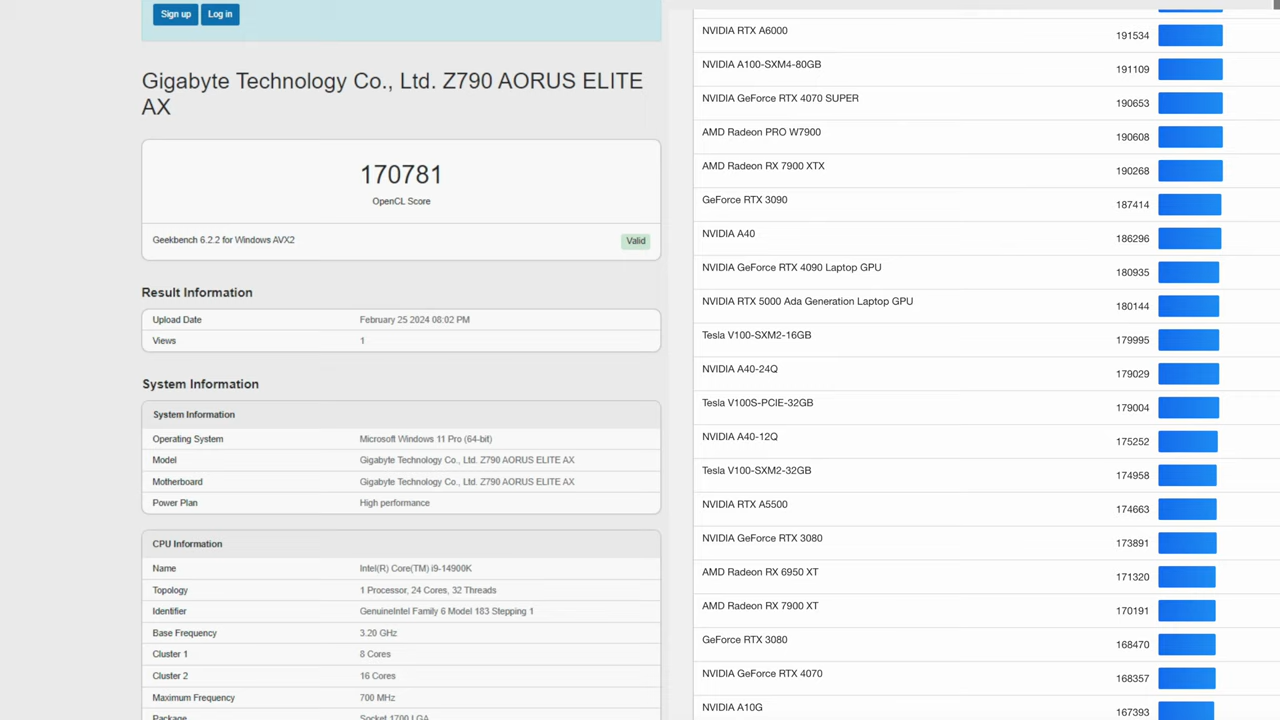 Sign up
Log in
Gigabyte Technology Co., Ltd. Z790 AORUS ELITE
AX
170781
OpenCL Score
Geekbench 6.2.2 for Windows AVX2
Valid
Result Information
Upload Date February 25 2024 08:02 PM
Views 1
System Information
System Information
Operating System Microsoft Windows 11 Pro (64-bit)
Model Gigabyte Technology Co., Ltd. Z790 AORUS ELITE AX
Motherboard Gigabyte Technology Co., Ltd. Z790 AORUS ELITE AX
Power Plan High performance
CPU Information
Name Intel(R) Core(TM) i9-14900K
Topology 1 Processor, 24 Cores, 32 Threads
Identifier GenuineIntel Family 6 Model 183 Stepping 1
Base Frequency 3.20 GHz
Cluster 1 8 Cores
Cluster 2 16 Cores
Maximum Frequency 700 MHz
Package Socket 1700 LGA
NVIDIA RTX A6000 191534
NVIDIA A100-SXM4-80GB 191109
NVIDIA GeForce RTX 4070 SUPER 190653
AMD Radeon PRO W7900 190608
AMD Radeon RX 7900 XTX 190268
GeForce RTX 3090 187414
NVIDIA A40 186296
NVIDIA GeForce RTX 4090 Laptop GPU 180935
NVIDIA RTX 5000 Ada Generation Laptop GPU 180144
Tesla V100-SXM2-16GB 179995
NVIDIA A40-24Q 179029
Tesla V100S-PCIE-32GB 179004
NVIDIA A40-12Q 175252
Tesla V100-SXM2-32GB 174958
NVIDIA RTX A5500 174663
NVIDIA GeForce RTX 3080 173891
AMD Radeon RX 6950 XT 171320
AMD Radeon RX 7900 XT 170191
GeForce RTX 3080 168470
NVIDIA GeForce RTX 4070 168357
NVIDIA A10G 167393